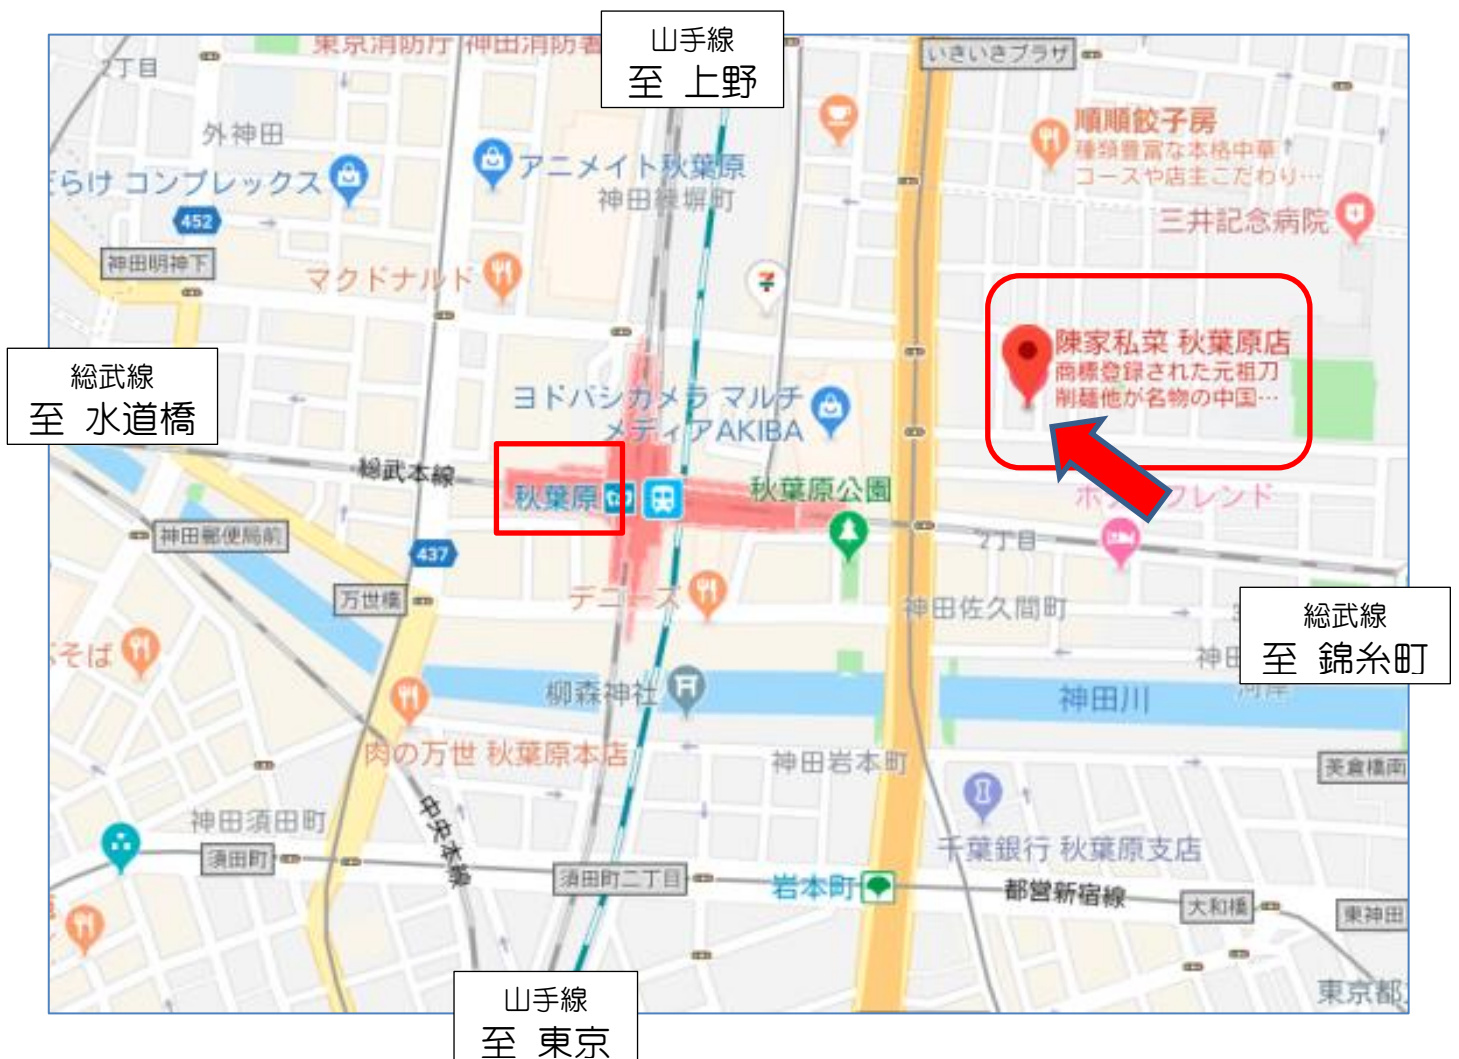 山手線
至 上野
東京消防庁 神田消防署
いきいきプラザ
2丁目
外神田
順順餃子房
種類豊富な本格中華
コースや店主こだわり…
アニメイト秋葉原
らけ コンプレックス
神田練塀町
三井記念病院
452
神田明神下
マクドナルド
陳家私菜 秋葉原店
商標登録された元祖刀
削麺他が名物の中国…
総武線
至 水道橋
ヨドバシカメラ マルチ
メディアAKIBA
総武本線
秋葉原
秋葉原公園
フレンド
神田郵便局前
437
2丁目
万世橋
デニーズ
神田佐久間町
総武線
至 錦糸町
そば
柳森神社
神田川
肉の万世 秋葉原本店
神田岩本町
美倉橋南
中央本線
神田須田町
千葉銀行 秋葉原支店
須田町
須田町二丁目
岩本町
都営新宿線
大和橋
東神田
東京都
山手線
至 東京